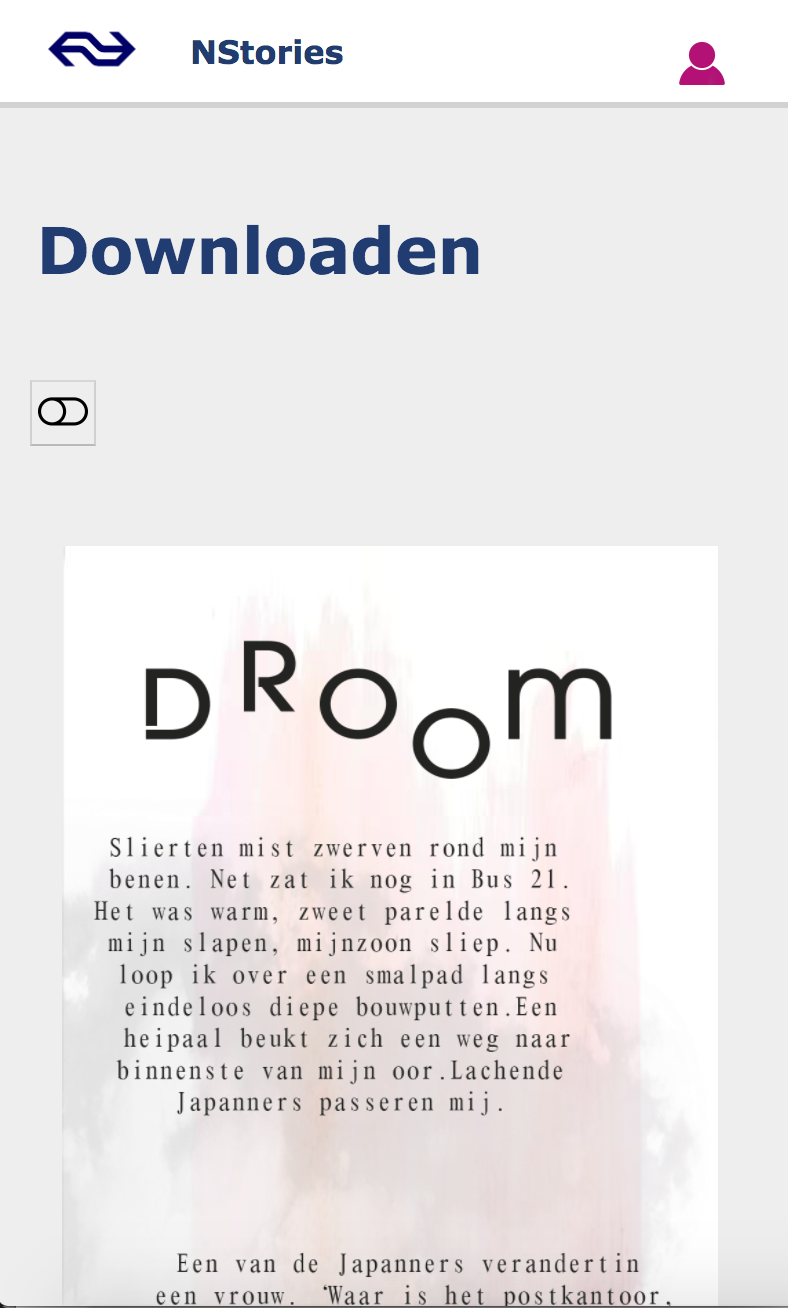 NStories
Downloaden
DRoom
Slierten mist zwerven rond mijn
benen. Net zat ik nog in Bus 21.
Het was warm, zweet parelde langs
mijn slapen, mijnzoon sliep. Nu
loop ik over een smalpad langs
eindeloos diepe bouwputten.Een
heipaal beukt zich een weg naar
binnenste van mijn oor.Lachende
Japanners passeren mij.
Een van de Japanners verandertin
een vrouw. ‘Waar is het postkantoor,